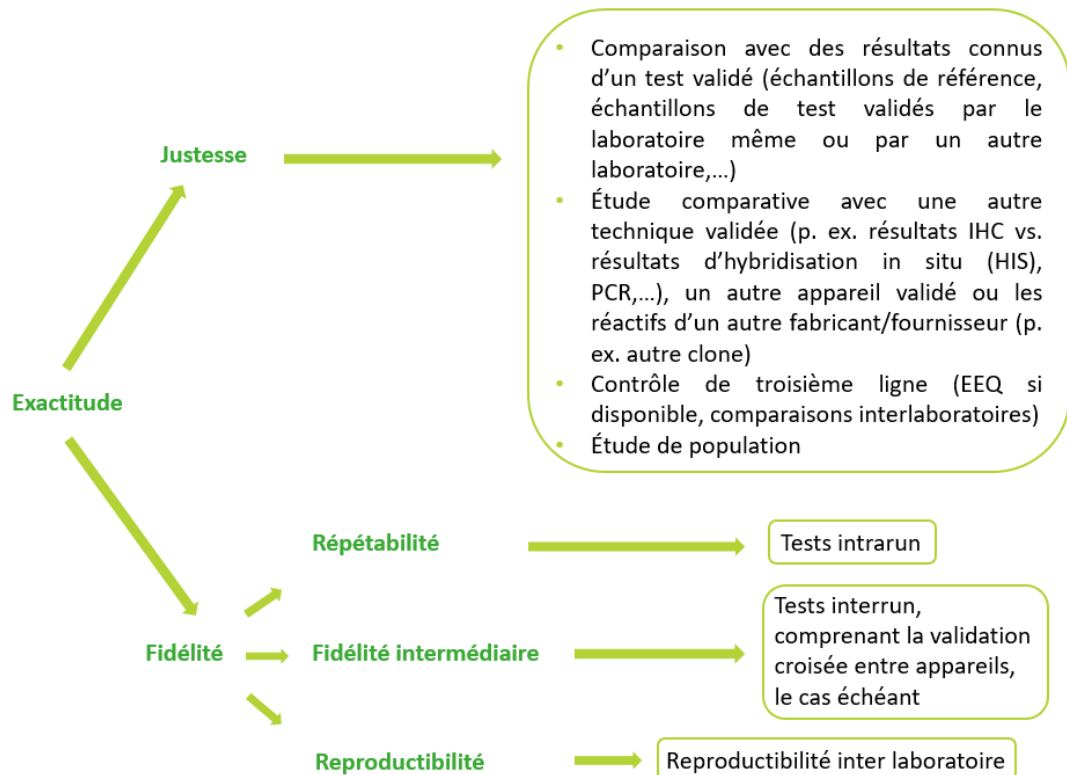 Justesse
• Comparaison avec des résultats connus
d’un test validé (échantillons de référence,
échantillons de test validés par le
laboratoire même ou par un autre
laboratoire,...)
• Étude comparative avec une autre
technique validée (p. ex. résultats IHC vs.
résultats d’hybridisation in situ (HIS),
PCR,...), un autre appareil validé ou les
réactifs d’un autre fabricant/fournisseur (p.
ex. autre clone)
• Contrôle de troisième ligne (EEQ si
disponible, comparaisons interlaboratoires)
• Étude de population
Exactitude
Fidélité
Répétabilité
Tests intrarun
Fidélité intermédiaire
Tests interrun,
comprenant la validation
croisée entre appareils,
le cas échéant
Reproductibilité
Reproductibilité inter laboratoire